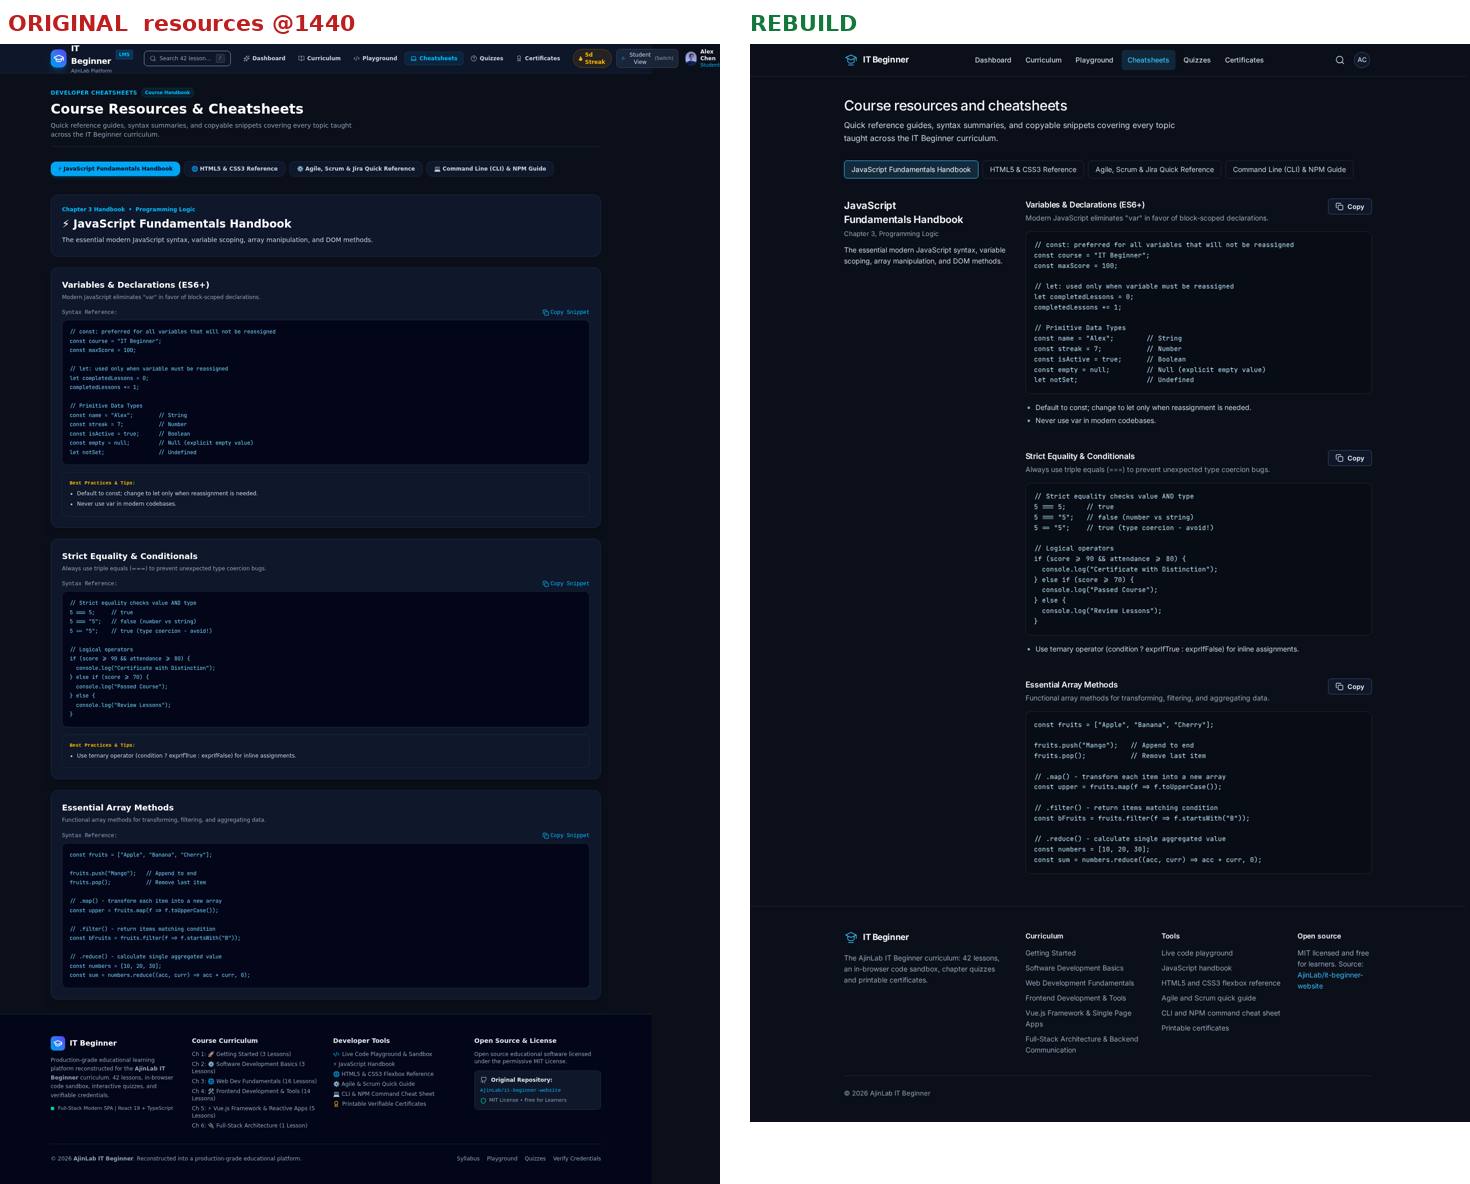 ORIGINAL resources @1440
IT Beginner
LMS
AjinLab Platform
Search 42 lesson...
/
Dashboard
Curriculum
Playground
Cheatsheets
Quizzes
Certificates
5d Streak
Student View
(Switch)
Alex Chen
Student
DEVELOPER CHEATSHEETS
Course Handbook
Course Resources & Cheatsheets
Quick reference guides, syntax summaries, and copyable snippets covering every topic taught
across the IT Beginner curriculum.
JavaScript Fundamentals Handbook
HTML5 & CSS3 Reference
Agile, Scrum & Jira Quick Reference
Command Line (CLI) & NPM Guide
Chapter 3 Handbook • Programming Logic
⚡ JavaScript Fundamentals Handbook
The essential modern JavaScript syntax, variable scoping, array manipulation, and DOM methods.
Variables & Declarations (ES6+)
Modern JavaScript eliminates "var" in favor of block-scoped declarations.
Syntax Reference:
Copy Snippet
// const: preferred for all variables that will not be reassigned
const course = "IT Beginner";
const maxScore = 100;
// let: used only when variable must be reassigned
let completedLessons = 0;
completedLessons += 1;
// Primitive Data Types
const name = "Alex"; // String
const streak = 7; // Number
const isActive = true; // Boolean
const empty = null; // Null (explicit empty value)
let notSet; // Undefined
Best Practices & Tips:
• Default to const; change to let only when reassignment is needed.
• Never use var in modern codebases.
Strict Equality & Conditionals
Always use triple equals (===) to prevent unexpected type coercion bugs.
Syntax Reference:
Copy Snippet
// Strict equality checks value AND type
5 === 5; // true
5 === "5"; // false (number vs string)
5 == "5"; // true (type coercion - avoid!)
// Logical operators
if (score >= 90 && attendance >= 80) {
console.log("Certificate with Distinction");
} else if (score >= 70) {
console.log("Passed Course");
} else {
console.log("Review Lessons");
}
Best Practices & Tips:
• Use ternary operator (condition ? exprIfTrue : exprIfFalse) for inline assignments.
Essential Array Methods
Functional array methods for transforming, filtering, and aggregating data.
Syntax Reference:
Copy Snippet
const fruits = ["Apple", "Banana", "Cherry"];
fruits.push("Mango"); // Append to end
fruits.pop(); // Remove last item
// .map() - transform each item into a new array
const upper = fruits.map(f => f.toUpperCase());
// .filter() - return items matching condition
const bFruits = fruits.filter(f => f.startsWith("B"));
// .reduce() - calculate single aggregated value
const numbers = [10, 20, 30];
const sum = numbers.reduce((acc, curr) => acc + curr, 0);
IT Beginner
Production-grade educational learning
platform reconstructed for the AjinLab IT
Beginner curriculum. 42 lessons, in-browser
code sandbox, interactive quizzes, and
verifiable credentials.
Full-Stack Modern SPA | React 19 + TypeScript
Course Curriculum
Ch 1: 🚀 Getting Started (3 Lessons)
Ch 2: ⚙️ Software Development Basics (3
Lessons)
Ch 3: 🌐 Web Dev Fundamentals (16 Lessons)
Ch 4: 🛠️ Frontend Development & Tools (14
Lessons)
Ch 5: ⚡ Vue.js Framework & Reactive Apps (5
Lessons)
Ch 6: 🔌 Full-Stack Architecture (1 Lesson)
Developer Tools
Live Code Playground & Sandbox
⚡ JavaScript Handbook
🌐 HTML5 & CSS3 Flexbox Reference
⚙️ Agile & Scrum Quick Guide
💻 CLI & NPM Command Cheat Sheet
Printable Verifiable Certificates
Open Source & License
Open source educational software licensed
under the permissive MIT License.
Original Repository:
AjinLab/it-beginner-website
MIT License • Free for Learners
© 2026 AjinLab IT Beginner. Reconstructed into a production-grade educational platform.
Syllabus
Playground
Quizzes
Verify Credentials
REBUILD
IT Beginner
Dashboard
Curriculum
Playground
Cheatsheets
Quizzes
Certificates
AC
Course resources and cheatsheets
Quick reference guides, syntax summaries, and copyable snippets covering every topic
taught across the IT Beginner curriculum.
JavaScript Fundamentals Handbook
HTML5 & CSS3 Reference
Agile, Scrum & Jira Quick Reference
Command Line (CLI) & NPM Guide
JavaScript
Fundamentals Handbook
Chapter 3, Programming Logic
The essential modern JavaScript syntax, variable
scoping, array manipulation, and DOM methods.
Variables & Declarations (ES6+)
Modern JavaScript eliminates "var" in favor of block-scoped declarations.
Copy
// const: preferred for all variables that will not be reassigned
const course = "IT Beginner";
const maxScore = 100;
// let: used only when variable must be reassigned
let completedLessons = 0;
completedLessons += 1;
// Primitive Data Types
const name = "Alex"; // String
const streak = 7; // Number
const isActive = true; // Boolean
const empty = null; // Null (explicit empty value)
let notSet; // Undefined
• Default to const; change to let only when reassignment is needed.
• Never use var in modern codebases.
Strict Equality & Conditionals
Always use triple equals (===) to prevent unexpected type coercion bugs.
Copy
// Strict equality checks value AND type
5 === 5; // true
5 === "5"; // false (number vs string)
5 == "5"; // true (type coercion - avoid!)
// Logical operators
if (score >= 90 && attendance >= 80) {
console.log("Certificate with Distinction");
} else if (score >= 70) {
console.log("Passed Course");
} else {
console.log("Review Lessons");
}
• Use ternary operator (condition ? exprIfTrue : exprIfFalse) for inline assignments.
Essential Array Methods
Functional array methods for transforming, filtering, and aggregating data.
Copy
const fruits = ["Apple", "Banana", "Cherry"];
fruits.push("Mango"); // Append to end
fruits.pop(); // Remove last item
// .map() - transform each item into a new array
const upper = fruits.map(f => f.toUpperCase());
// .filter() - return items matching condition
const bFruits = fruits.filter(f => f.startsWith("B"));
// .reduce() - calculate single aggregated value
const numbers = [10, 20, 30];
const sum = numbers.reduce((acc, curr) => acc + curr, 0);
IT Beginner
The AjinLab IT Beginner curriculum: 42 lessons,
an in-browser code sandbox, chapter quizzes
and printable certificates.
Curriculum
Getting Started
Software Development Basics
Web Development Fundamentals
Frontend Development & Tools
Vue.js Framework & Single Page
Apps
Full-Stack Architecture & Backend
Communication
Tools
Live code playground
JavaScript handbook
HTML5 and CSS3 flexbox reference
Agile and Scrum quick guide
CLI and NPM command cheat sheet
Printable certificates
Open source
MIT licensed and free
for learners. Source:
AjinLab/it-beginner-
website
© 2026 AjinLab IT Beginner